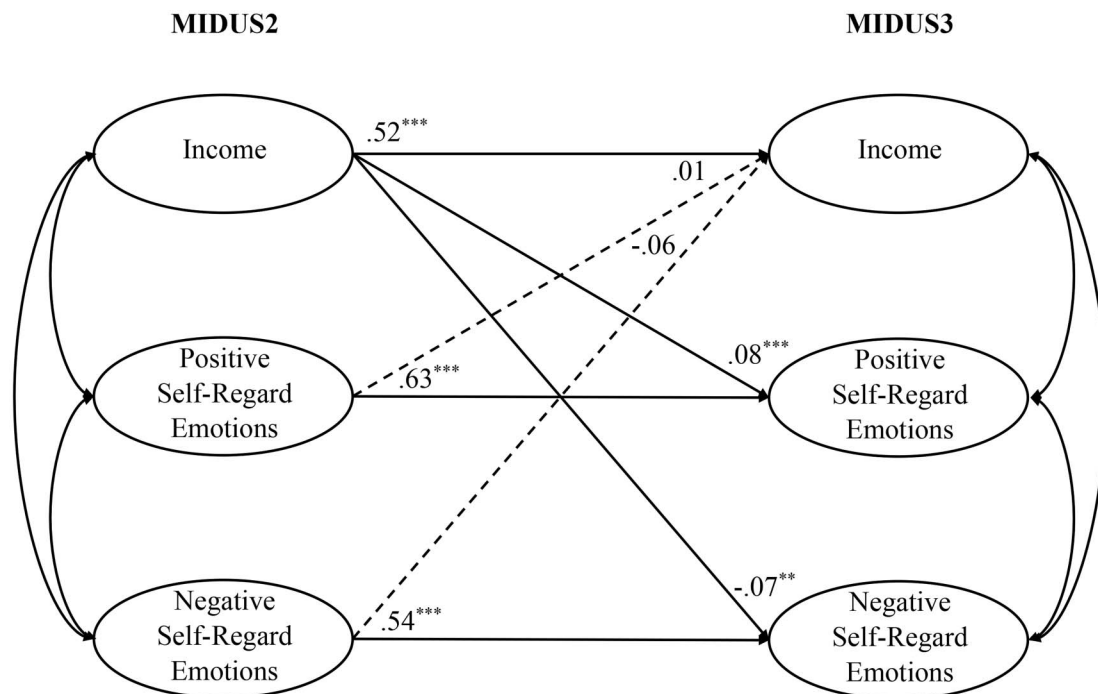 MIDUS2
MIDUS3
Income
.52***
.01
-.06
Income
Positive
Self-Regard
Emotions
.63***
.08***
Positive
Self-Regard
Emotions
Negative
Self-Regard
Emotions
.54***
-.07**
Negative
Self-Regard
Emotions